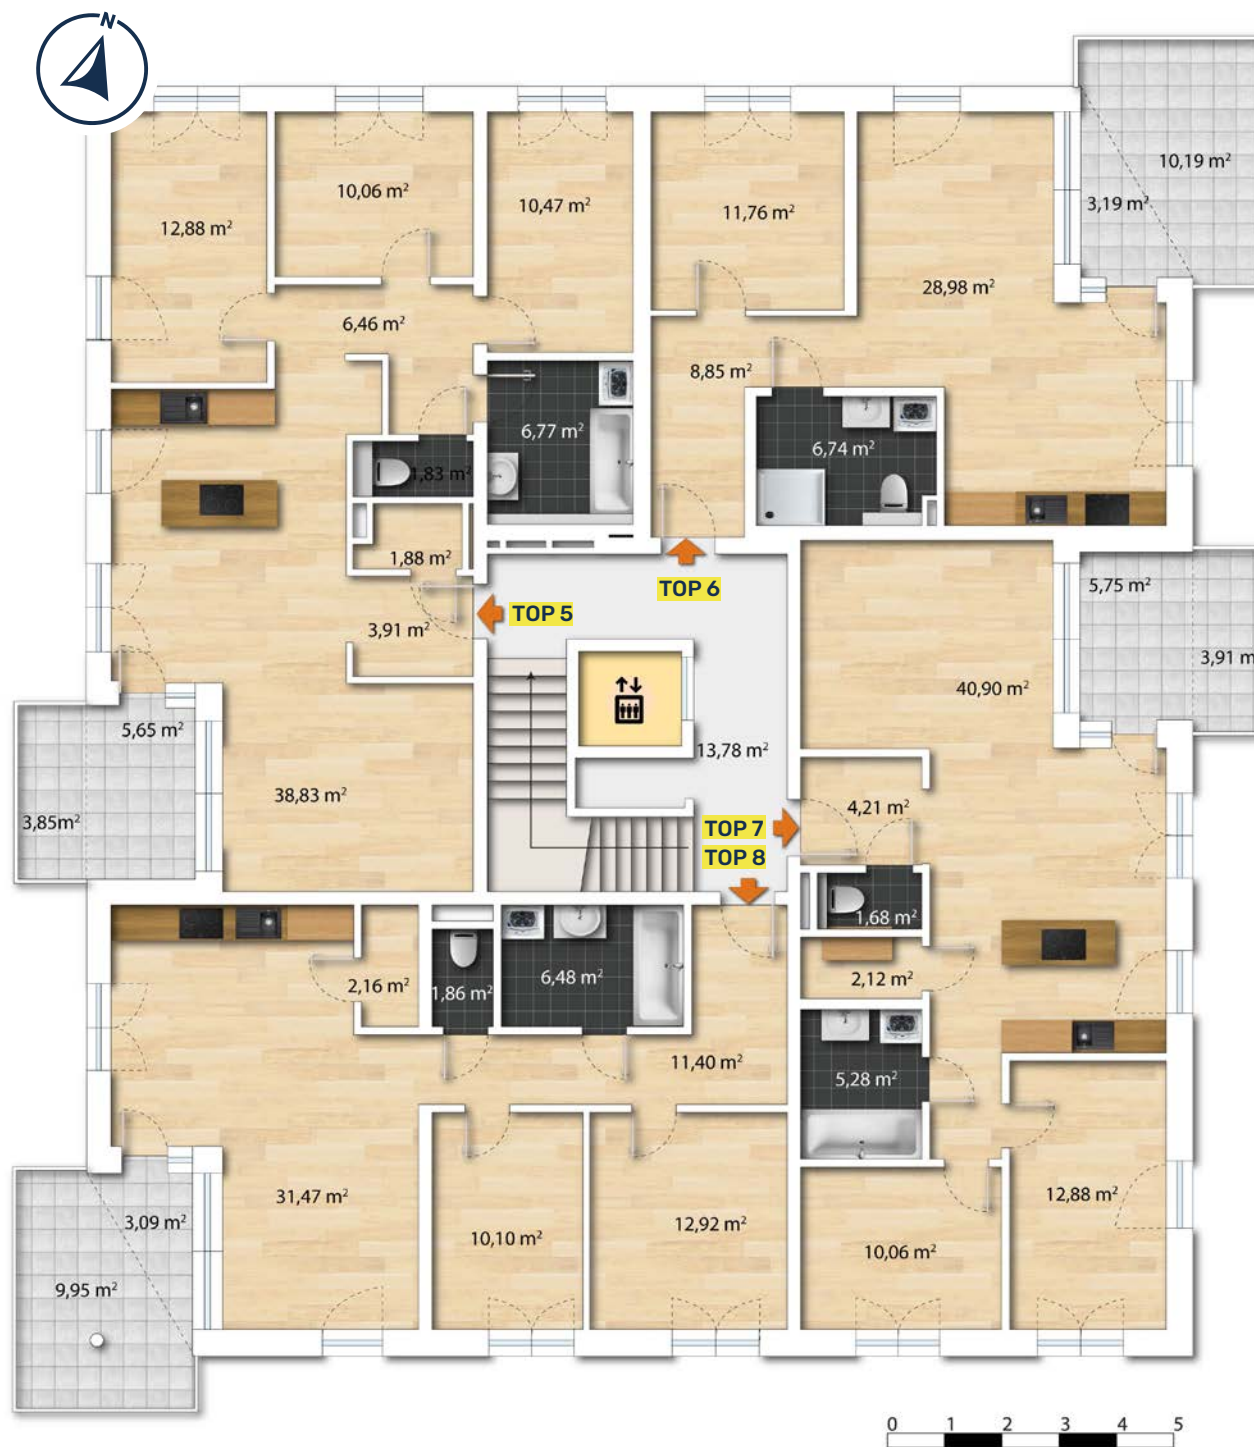 N
10,19 m²
10,06 m²
10,47 m²
3,19 m²
11,76 m²
12,88 m²
28,98 m²
6,46 m²
8,85 m²
6,77 m²
6,74 m²
1,83 m²
1,88 m²
TOP 6
5,75 m²
TOP 5
3,91 m²
3,91 m
40,90 m²
5,65 m²
13,78 m²
38,83 m²
4,21 m²
3,85m²
TOP 7
TOP 8
1,68 m²
6,48 m²
2,12 m²
2,16 m²
1,86 m²
11,40 m²
5,28 m²
31,47 m²
12,88 m²
3,09 m²
12,92 m²
10,10 m²
10,06 m²
9,95 m²
0 1 2 3 4 5